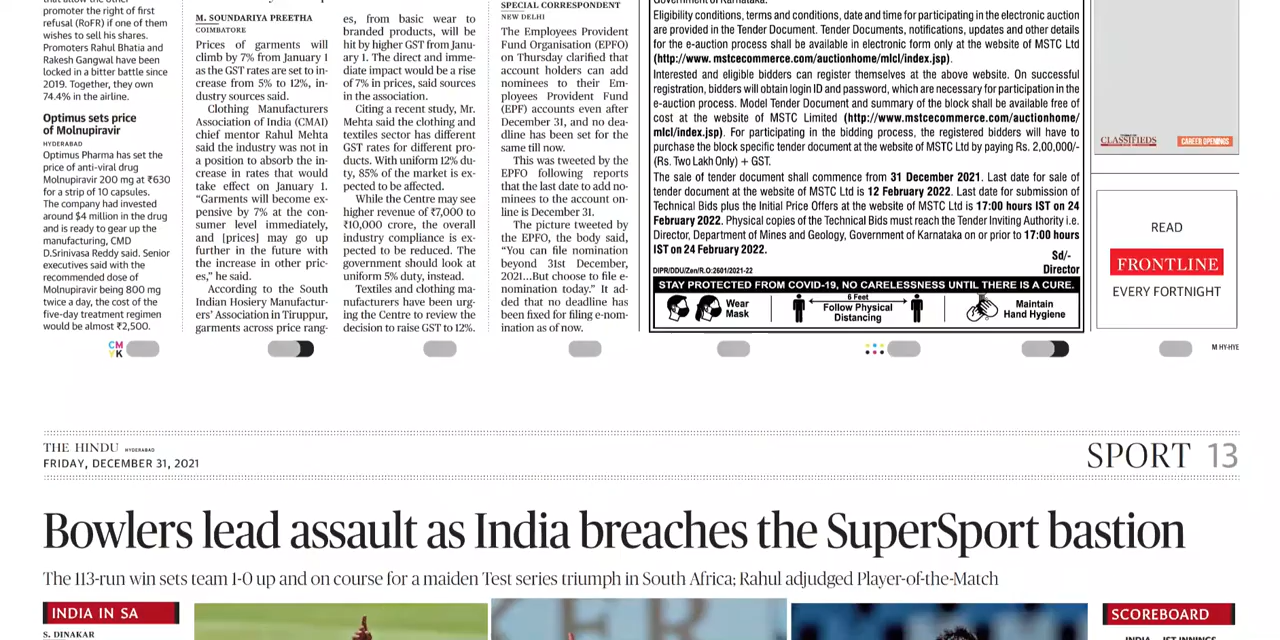 promoter the right of first
refusal (RoFR) if one of them
wishes to sell his shares.
Promoters Rahul Bhatia and
Rakesh Gangwal have been
locked in a bitter battle since
2019. Together, they own
74.4% in the airline.
Optimus sets price
of Molnupiravir
HYDERABAD
Optimus Pharma has set the
price of anti-viral drug
Molnupiravir 200 mg at ₹630
for a strip of 10 capsules.
The company had invested
around $4 million in the drug
and is ready to gear up the
manufacturing, CMD
D.Srinivasa Reddy said. Senior
executives said with the
recommended dose of
Molnupiravir being 800 mg
twice a day, the cost of the
five-day treatment regimen
would be almost ₹2,500.
M. SOUNDARIYA PREETHA
COIMBATORE
Prices of garments will
climb by 7% from January 1
as the GST rates are set to in-
crease from 5% to 12%, in-
dustry sources said.
Clothing Manufacturers
Association of India (CMAI)
chief mentor Rahul Mehta
said the industry was not in
a position to absorb the in-
crease in rates that would
take effect on January 1.
“Garments will become ex-
pensive by 7% at the con-
sumer level immediately,
and [prices] may go up
further in the future with
the increase in other pric-
es,” he said.
According to the South
Indian Hosiery Manufactur-
ers’ Association in Tiruppur,
garments across price rang-
es, from basic wear to
branded products, will be
hit by higher GST from Janu-
ary 1. The direct and imme-
diate impact would be a rise
of 7% in prices, said sources
in the association.
Citing a recent study, Mr.
Mehta said the clothing and
textiles sector has different
GST rates for different pro-
ducts. With uniform 12% du-
ty, 85% of the market is ex-
pected to be affected.
While the Centre may see
higher revenue of ₹7,000 to
₹10,000 crore, the overall
industry compliance is ex-
pected to be reduced. The
government should look at
uniform 5% duty, instead.
Textiles and clothing ma-
nufacturers have been urg-
ing the Centre to review the
decision to raise GST to 12%.
SPECIAL CORRESPONDENT
NEW DELHI
The Employees Provident
Fund Organisation (EPFO)
on Thursday clarified that
account holders can add
nominees to their Em-
ployees Provident Fund
(EPF) accounts even after
December 31, and no dea-
dline has been set for the
same till now.
This was tweeted by the
EPFO following reports
that the last date to add no-
minees to the account on-
line is December 31.
The picture tweeted by
the EPFO, the body said,
“You can file nomination
beyond 31st December,
2021...But choose to file e-
nomination today.” It ad-
ded that no deadline has
been fixed for filing e-nom-
ination as of now.
Eligibility conditions, terms and conditions, date and time for participating in the electronic auction
are provided in the Tender Document. Tender Documents, notifications, updates and other details
for the e-auction process shall be available in electronic form only at the website of MSTC Ltd
(http://www. mstcecommerce.com/auctionhome/mlcl/index.jsp).
Interested and eligible bidders can register themselves at the above website. On successful
registration, bidders will obtain login ID and password, which are necessary for participation in the
e-auction process. Model Tender Document and summary of the block shall be available free of
cost at the website of MSTC Limited (http://www.mstcecommerce.com/auctionhome/
mlcl/index.jsp). For participating in the bidding process, the registered bidders will have to
purchase the block specific tender document at the website of MSTC Ltd by paying Rs. 2,00,000/-
(Rs. Two Lakh Only) + GST.
The sale of tender document shall commence from 31 December 2021. Last date for sale of
tender document at the website of MSTC Ltd is 12 February 2022. Last date for submission of
Technical Bids plus the Initial Price Offers at the website of MSTC Ltd is 17:00 hours IST on 24
February 2022. Physical copies of the Technical Bids must reach the Tender Inviting Authority i.e.
Director, Department of Mines and Geology, Government of Karnataka on or prior to 17:00 hours
IST on 24 February 2022.
Sd/-
Director
DIPR/DDU/Zen/R.O:2601/2021-22
STAY PROTECTED FROM COVID-19, NO CARELESSNESS UNTIL THERE IS A CURE.
Wear
Mask
6 Feet
Follow Physical
Distancing
Maintain
Hand Hygiene
CLASSIFIEDS
CAREER OPENINGS
READ
FRONTLINE
EVERY FORTNIGHT
CM
YK
M HY-HYE
THE HINDU HYDERABAD
FRIDAY, DECEMBER 31, 2021
SPORT 13
Bowlers lead assault as India breaches the SuperSport bastion
The 113-run win sets team 1-0 up and on course for a maiden Test series triumph in South Africa; Rahul adjudged Player-of-the-Match
INDIA IN SA
S. DINAKAR
SCOREBOARD